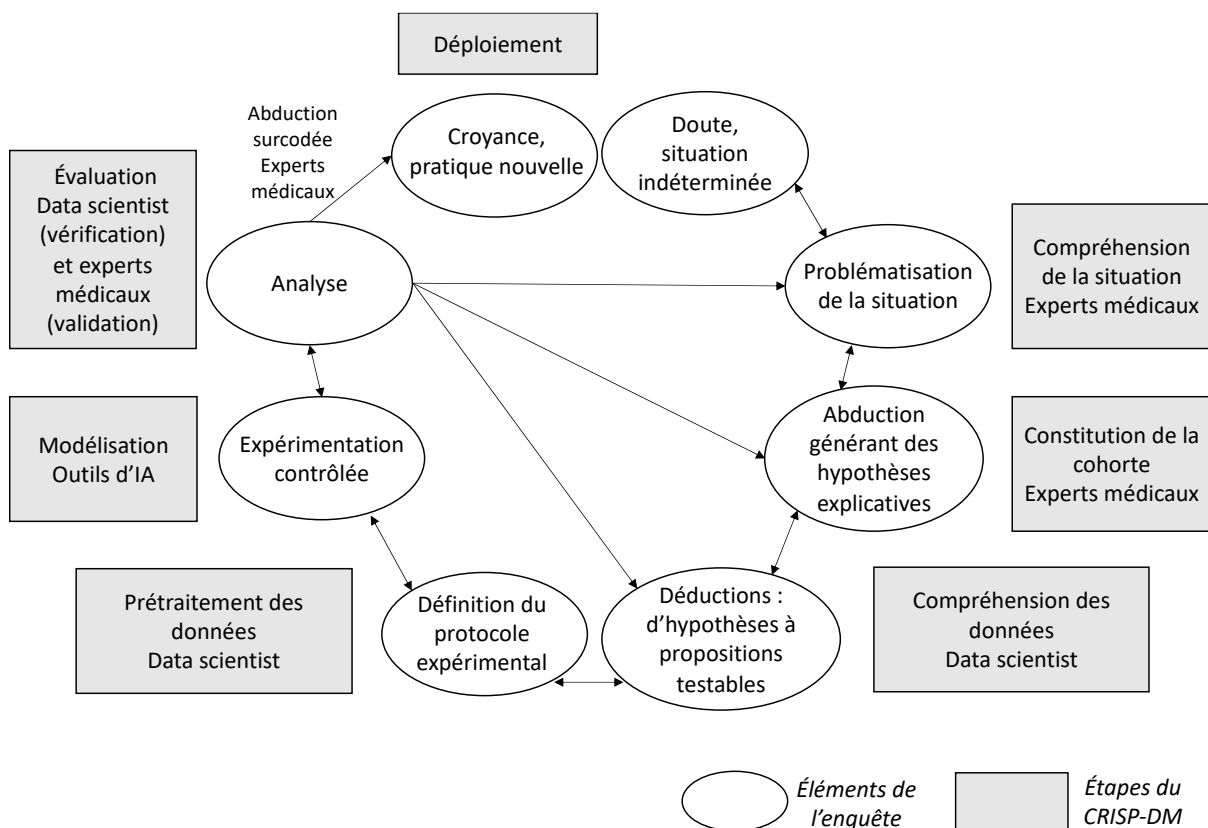 Déploiement
Abduction
surcodée
Experts
médicaux
Croyance,
pratique nouvelle
Doute,
situation
indéterminée
Évaluation
Data scientist
(vérification)
et experts
médicaux
(validation)
Analyse
Problématisation
de la situation
Compréhension
de la situation
Experts médicaux
Modélisation
Outils d’IA
Expérimentation
contrôlée
Abduction
générant des
hypothèses
explicatives
Constitution de la
cohorte
Experts médicaux
Prétraitement des
données
Data scientist
Définition du
protocole
expérimental
Déductions :
d’hypothèses à
propositions
testables
Compréhension des
données
Data scientist
Éléments de
l’enquête
Étapes du
CRISP-DM